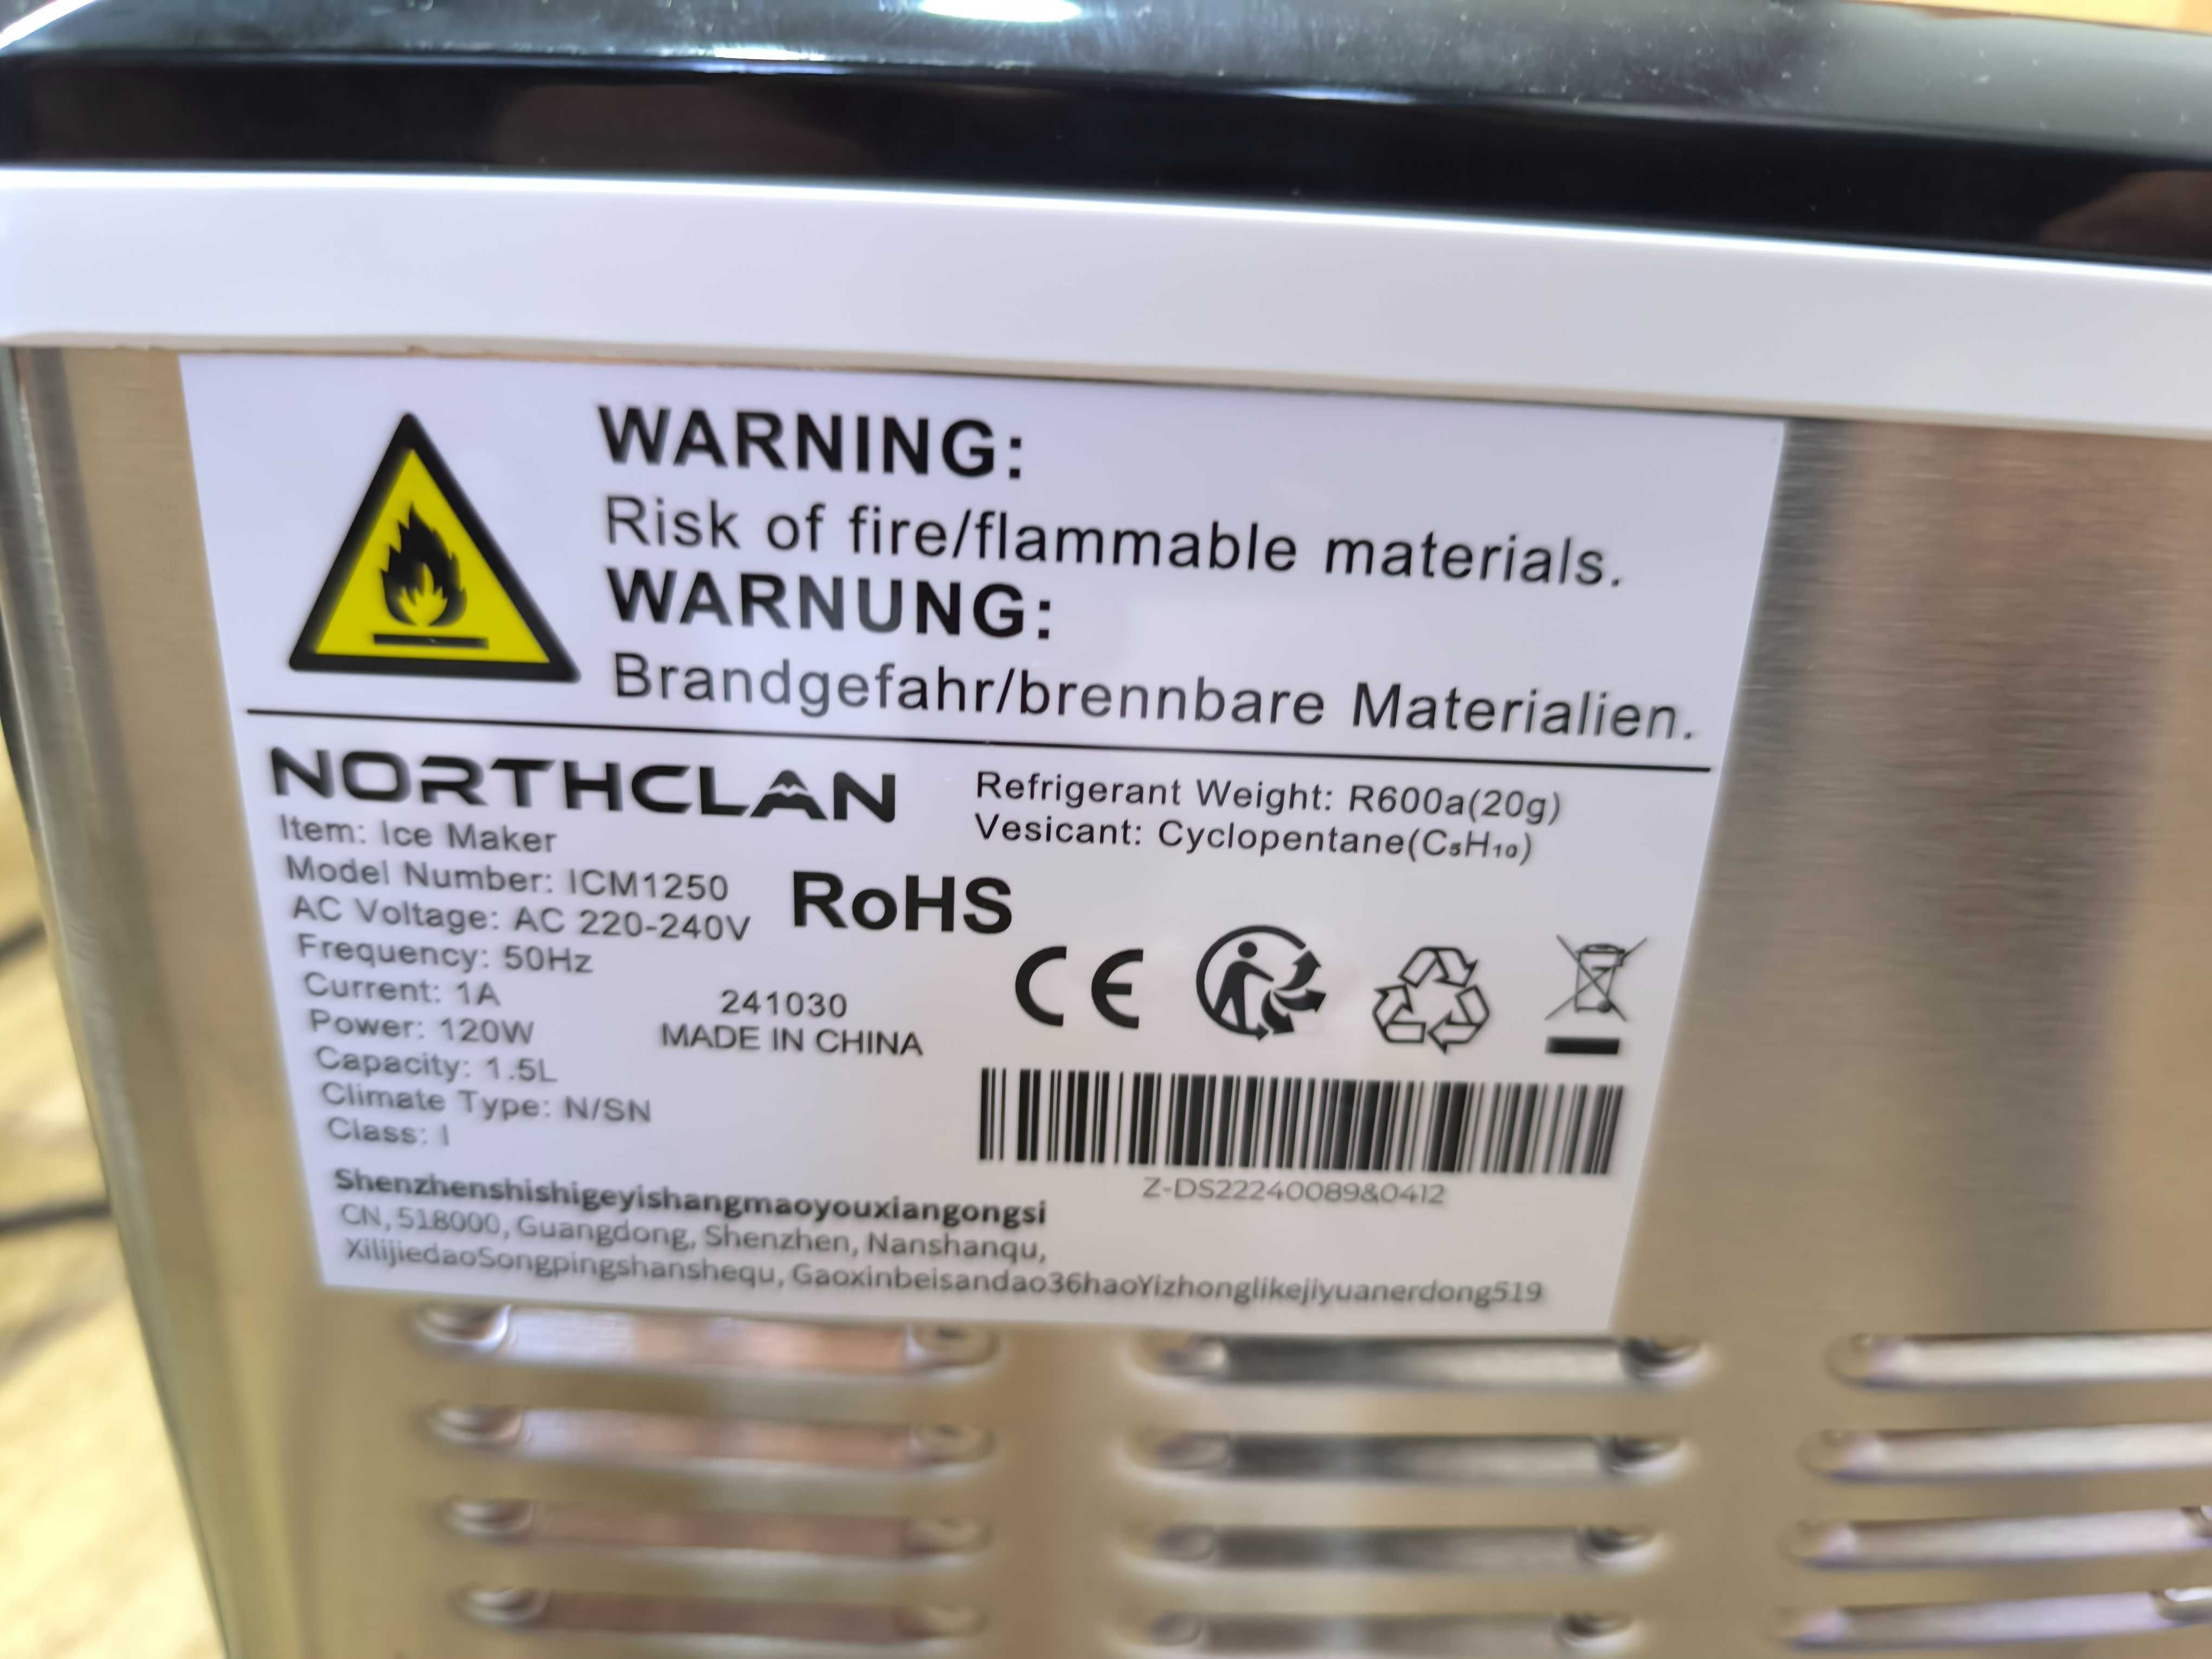 WARNING:
Risk of fire/flammable materials.
WARNUNG:
Brandgefahr/brennbare Materialien.
NORTHCLAN
Item: Ice Maker
Model Number: ICM1250
AC Voltage: AC 220-240V
Frequency: 50Hz
Current: 1A
Power: 120W
Capacity: 1.5L
Climate Type: N/SN
Class: I
Refrigerant Weight: R600a(20g)
Vesicant: Cyclopentane(C₅H₁₀)
RoHS
CE
241030
MADE IN CHINA
Z-DS22240089&0412
Shenzhenshishigeyishangmaoyouxiangongsi
CN, 518000, Guangdong, Shenzhen, Nanshanqu,
XilijiedaoSongpingshanshequ, Gaoxinbeisandao36haoYizhonglikejiyuanerdong519